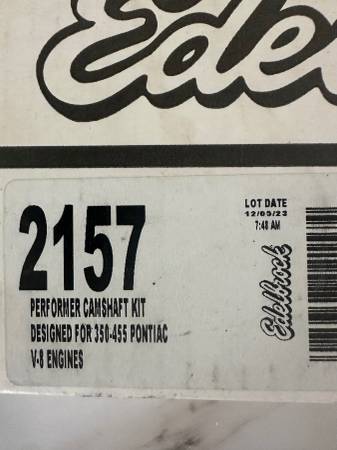 Edel
2157
LOT DATE
12/05/23
7:48 AM
Edelbrock
PERFORMER CAMSHAFT KIT
DESIGNED FOR 350-455 PONTIAC
V-8 ENGINES